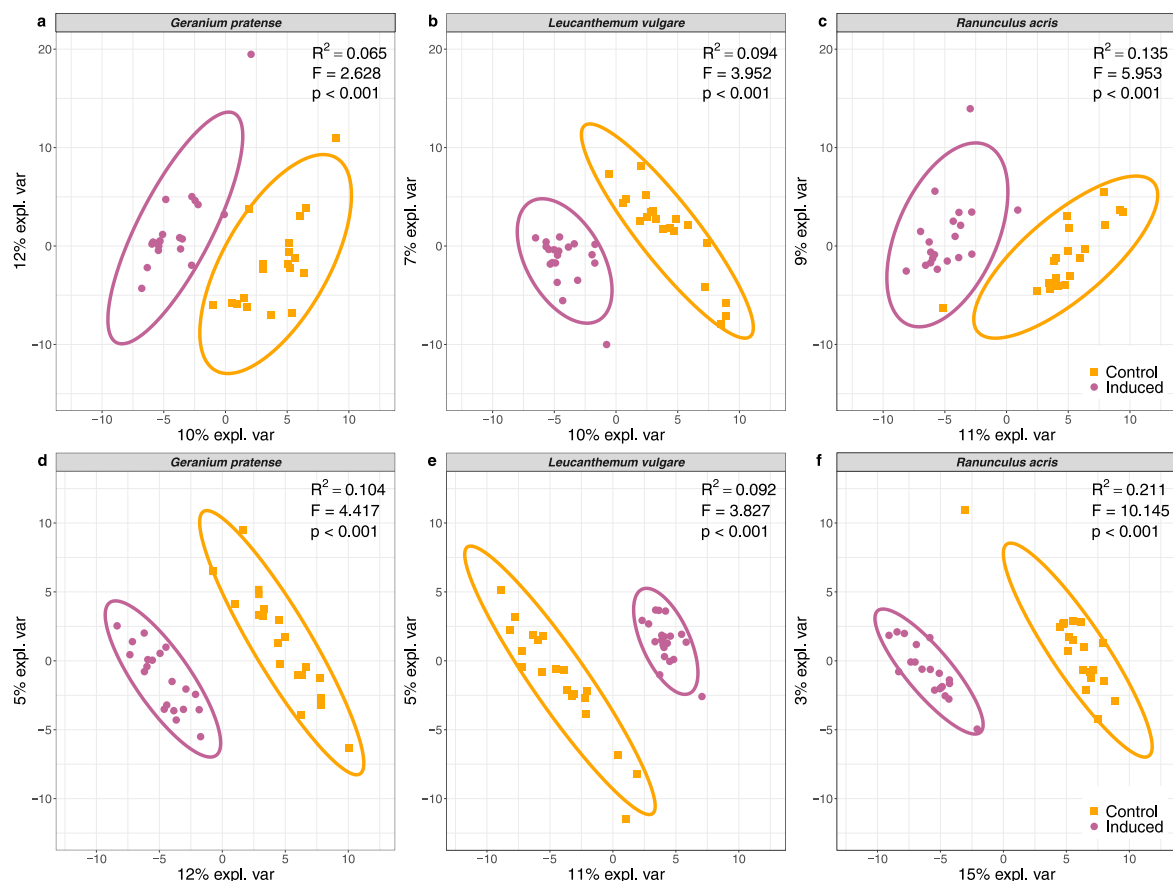 a
Geranium pratense
R² = 0.065
F = 2.628
p < 0.001
20
10
0
−10
12% expl. var
−10
−5
0
5
10
10% expl. var
b
Leucanthemum vulgare
R² = 0.094
F = 3.952
p < 0.001
20
10
0
−10
7% expl. var
−10
−5
0
5
10
10% expl. var
c
Ranunculus acris
R² = 0.135
F = 5.953
p < 0.001
20
10
0
−10
9% expl. var
Control
Induced
−10
−5
0
5
10
11% expl. var
d
Geranium pratense
R² = 0.104
F = 4.417
p < 0.001
10
5
0
−5
−10
5% expl. var
−10
−5
0
5
10
12% expl. var
e
Leucanthemum vulgare
R² = 0.092
F = 3.827
p < 0.001
10
5
0
−5
−10
5% expl. var
−10
−5
0
5
10
11% expl. var
f
Ranunculus acris
R² = 0.211
F = 10.145
p < 0.001
10
5
0
−5
−10
3% expl. var
Control
Induced
−10
−5
0
5
10
15% expl. var